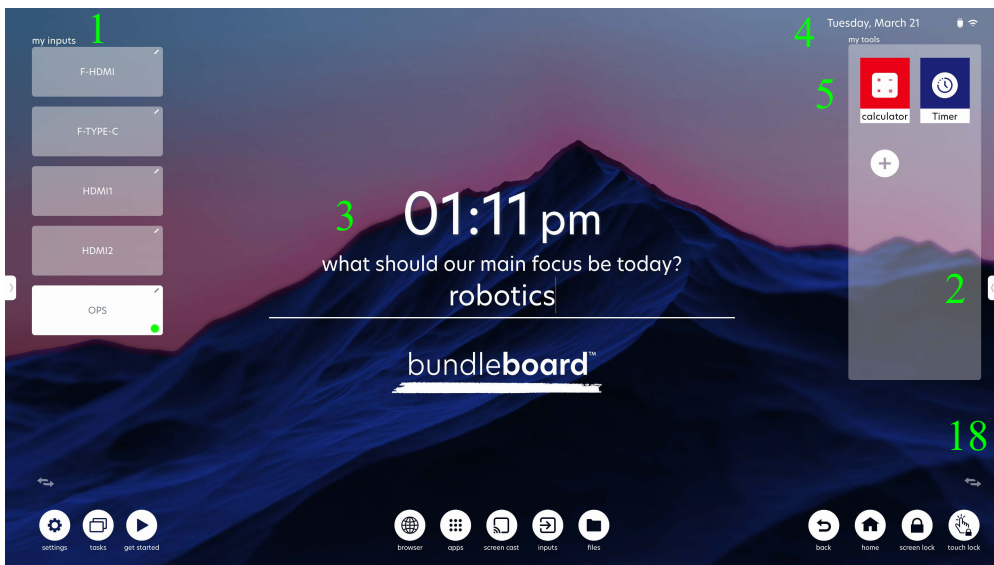 1
my inputs
F-HDMI
F-TYPE-C
HDMI1
HDMI2
OPS
4
Tuesday, March 21
my tools
5
calculator
Timer
3
01:11 pm
what should our main focus be today?
robotics
bundleboard™
2
18
settings
tasks
get started
browser
apps
screen cast
inputs
files
back
home
screen lock
touch lock